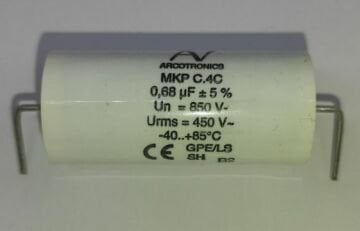 ARCOTRONICS
MKP C.4C
0,68 µF ± 5 %
Un = 850 V-
Urms = 450 V~
-40..+85°C
CE GPE/LS
SH